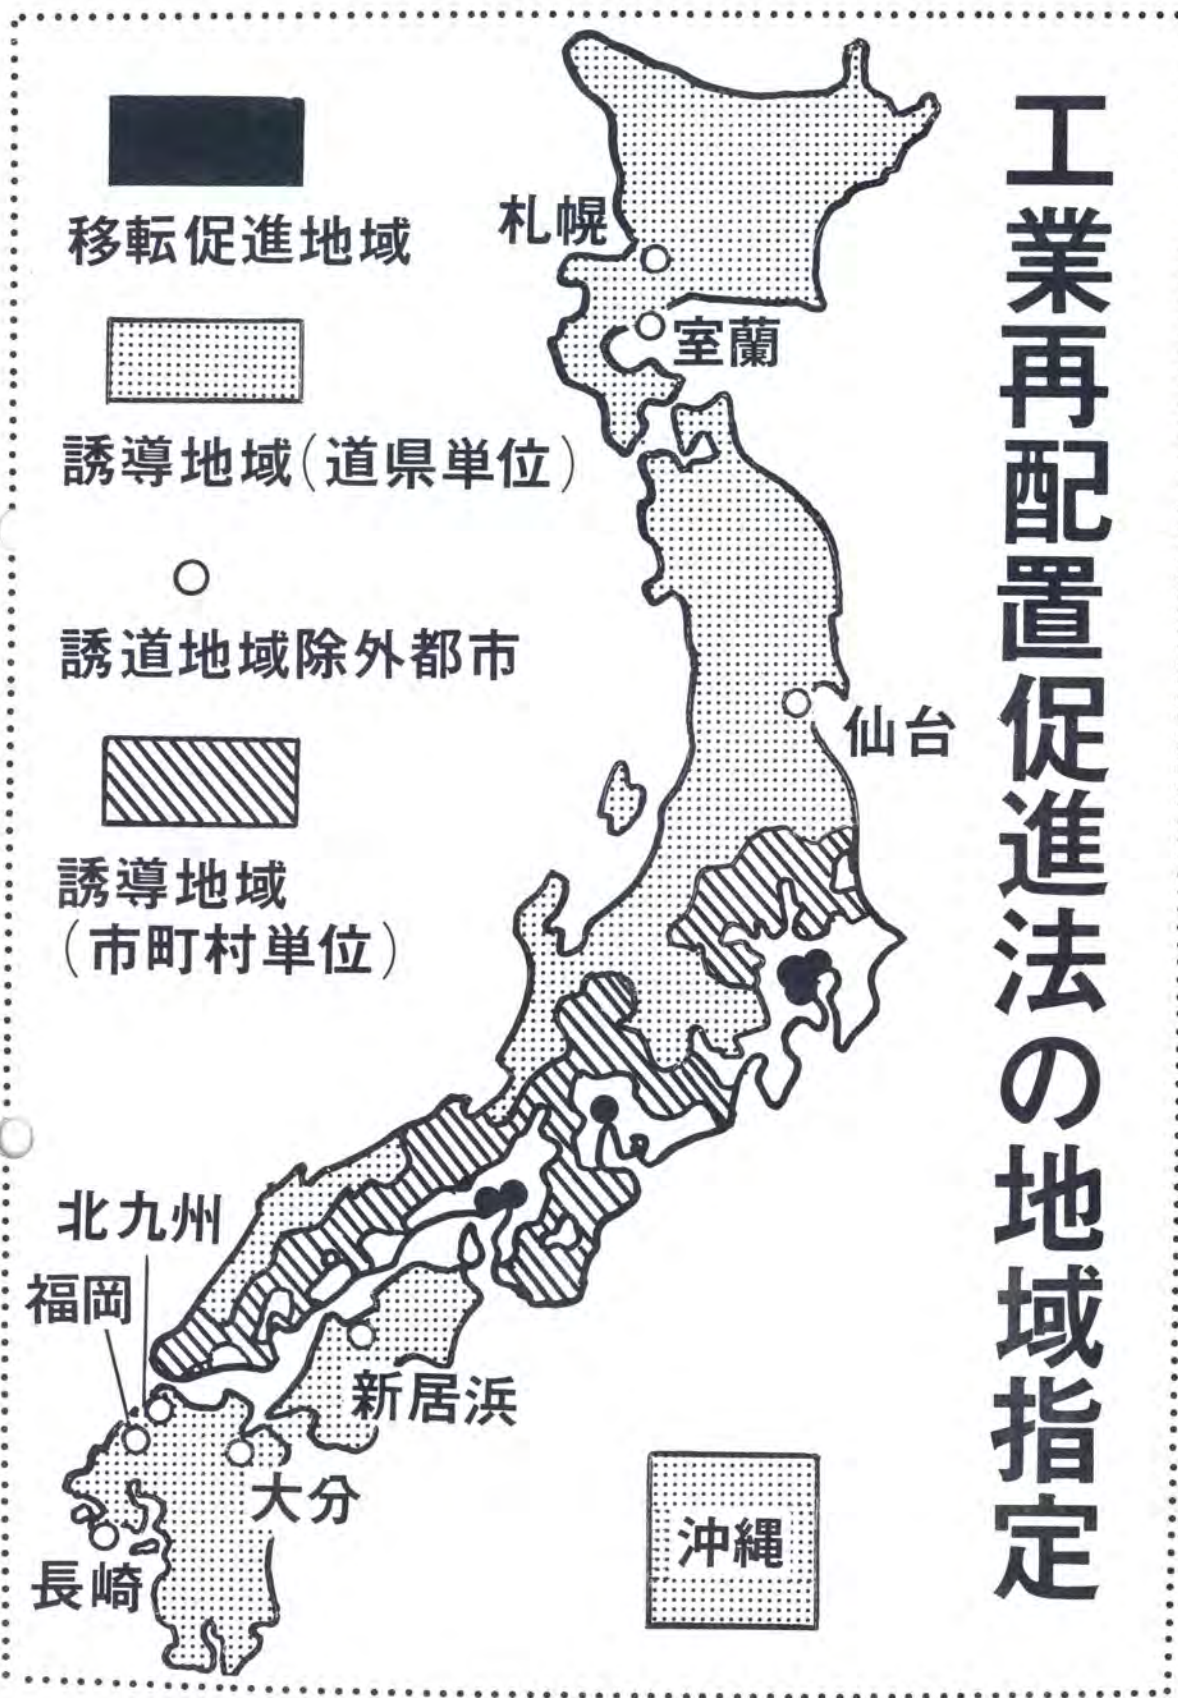 工業再配置促進法の地域指定
移転促進地域
誘導地域(道県単位)
誘道地域除外都市
誘導地域
(市町村単位)
札幌
室蘭
仙台
北九州
福岡
新居浜
大分
長崎
沖縄